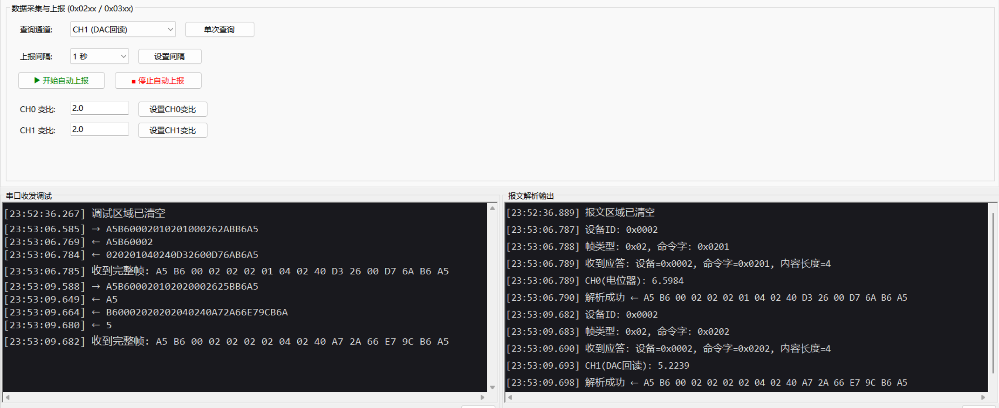 数据采集与上报 (0x02xx / 0x03xx)
查询通道: CH1 (DAC回读) 单次查询
上报间隔: 1 秒 设置间隔
▶ 开始自动上报 ■ 停止自动上报
CH0 变比: 2.0 设置CH0变比
CH1 变比: 2.0 设置CH1变比
串口收发调试
[23:52:36.267] 调试区域已清空
[23:53:06.585] → A5B60002010201000262ABB6A5
[23:53:06.769] ← A5B60002
[23:53:06.784] ← 020201040240D32600D76AB6A5
[23:53:06.785] 收到完整帧: A5 B6 00 02 02 02 01 04 02 40 D3 26 00 D7 6A B6 A5
[23:53:09.588] → A5B600020102020002625BB6A5
[23:53:09.649] ← A5
[23:53:09.664] ← B60002020202040240A72A66E79CB6A
[23:53:09.680] ← 5
[23:53:09.682] 收到完整帧: A5 B6 00 02 02 02 02 04 02 40 A7 2A 66 E7 9C B6 A5
报文解析输出
[23:52:36.889] 报文区域已清空
[23:53:06.787] 设备ID: 0x0002
[23:53:06.788] 帧类型: 0x02, 命令字: 0x0201
[23:53:06.789] 收到应答: 设备=0x0002, 命令字=0x0201, 内容长度=4
[23:53:06.789] CH0(电位器): 6.5984
[23:53:06.790] 解析成功 ← A5 B6 00 02 02 02 01 04 02 40 D3 26 00 D7 6A B6 A5
[23:53:09.682] 设备ID: 0x0002
[23:53:09.683] 帧类型: 0x02, 命令字: 0x0202
[23:53:09.690] 收到应答: 设备=0x0002, 命令字=0x0202, 内容长度=4
[23:53:09.693] CH1(DAC回读): 5.2239
[23:53:09.698] 解析成功 ← A5 B6 00 02 02 02 02 04 02 40 A7 2A 66 E7 9C B6 A5